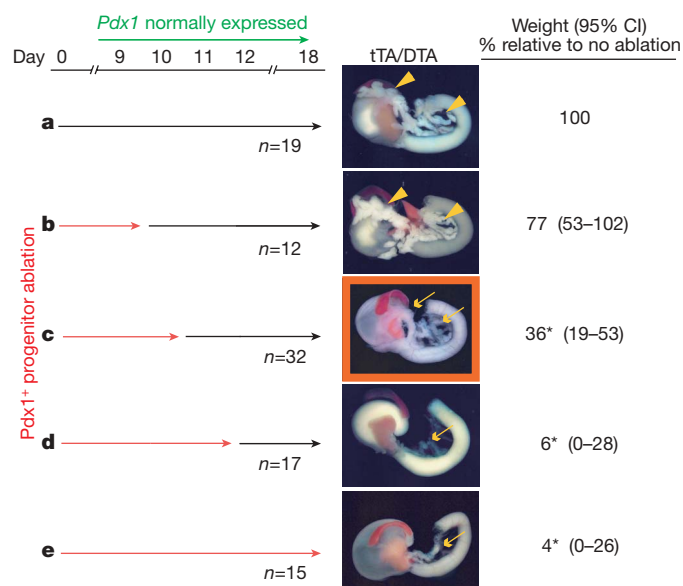 Pdx1 normally expressed
Day 0 9 10 11 12 18
tTA/DTA
Weight (95% CI)
% relative to no ablation
Pdx1⁺ progenitor ablation
a
n=19
100
b
n=12
77 (53–102)
c
n=32
36* (19–53)
d
n=17
6* (0–28)
e
n=15
4* (0–26)